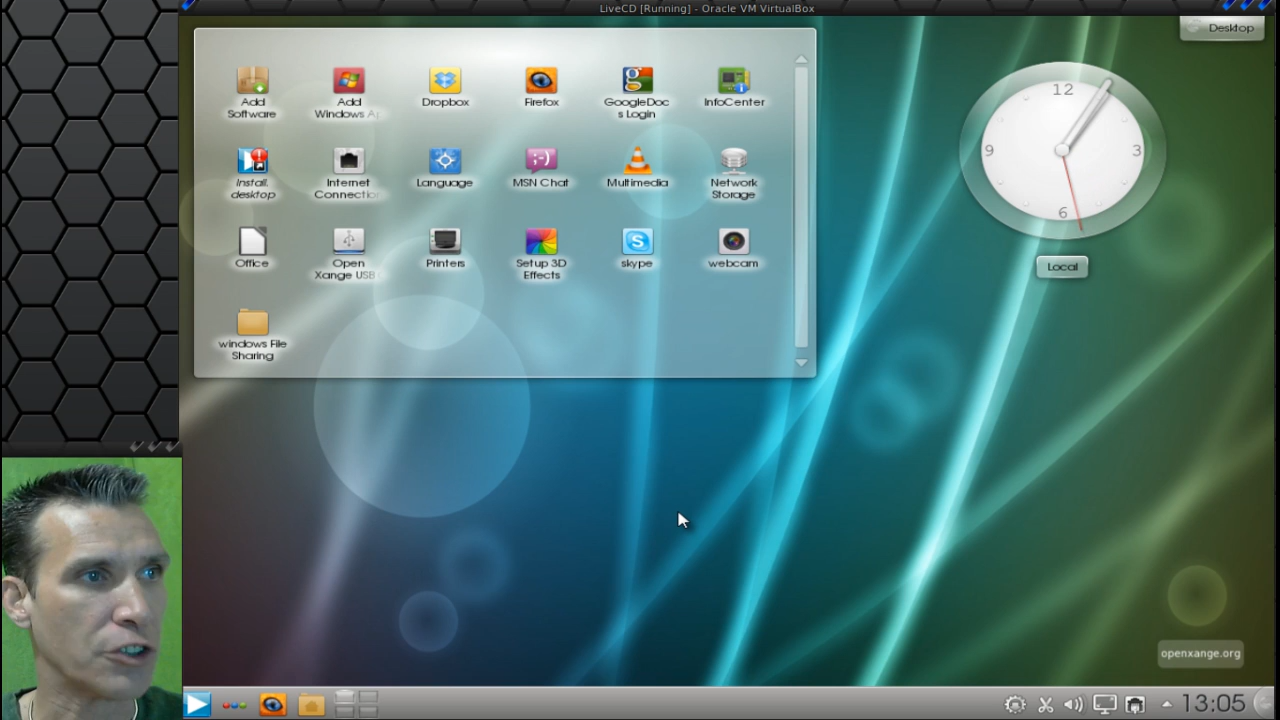 LiveCD [Running] - Oracle VM VirtualBox
Desktop
Add
Software
Add
Windows Ap
Dropbox
Firefox
GoogleDoc
s Login
InfoCenter
Install
desktop
Internet
Connectio
Language
MSN Chat
Multimedia
Network
Storage
Office
Open
Xange USB
Printers
Setup 3D
Effects
skype
webcam
windows File
Sharing
12
9
3
6
Local
openxange.org
13:05